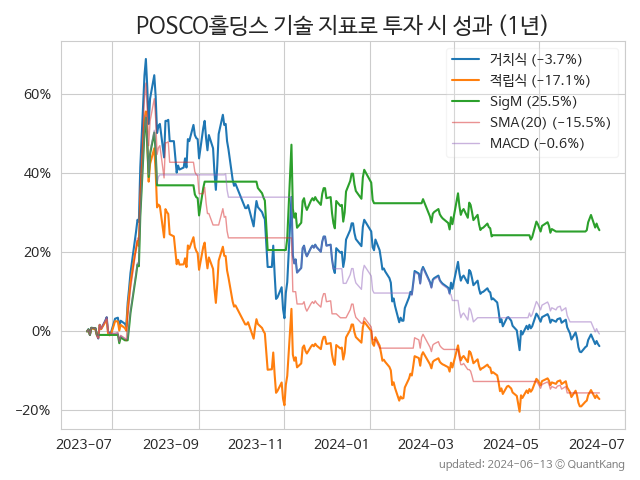 POSCO홀딩스 기술 지표로 투자 시 성과 (1년)
거치식 (−3.7%)
적립식 (−17.1%)
SigM (25.5%)
SMA(20) (−15.5%)
MACD (−0.6%)
60%
40%
20%
0%
−20%
2023-07
2023-09
2023-11
2024-01
2024-03
2024-05
2024-07
updated: 2024-06-13 © QuantKang